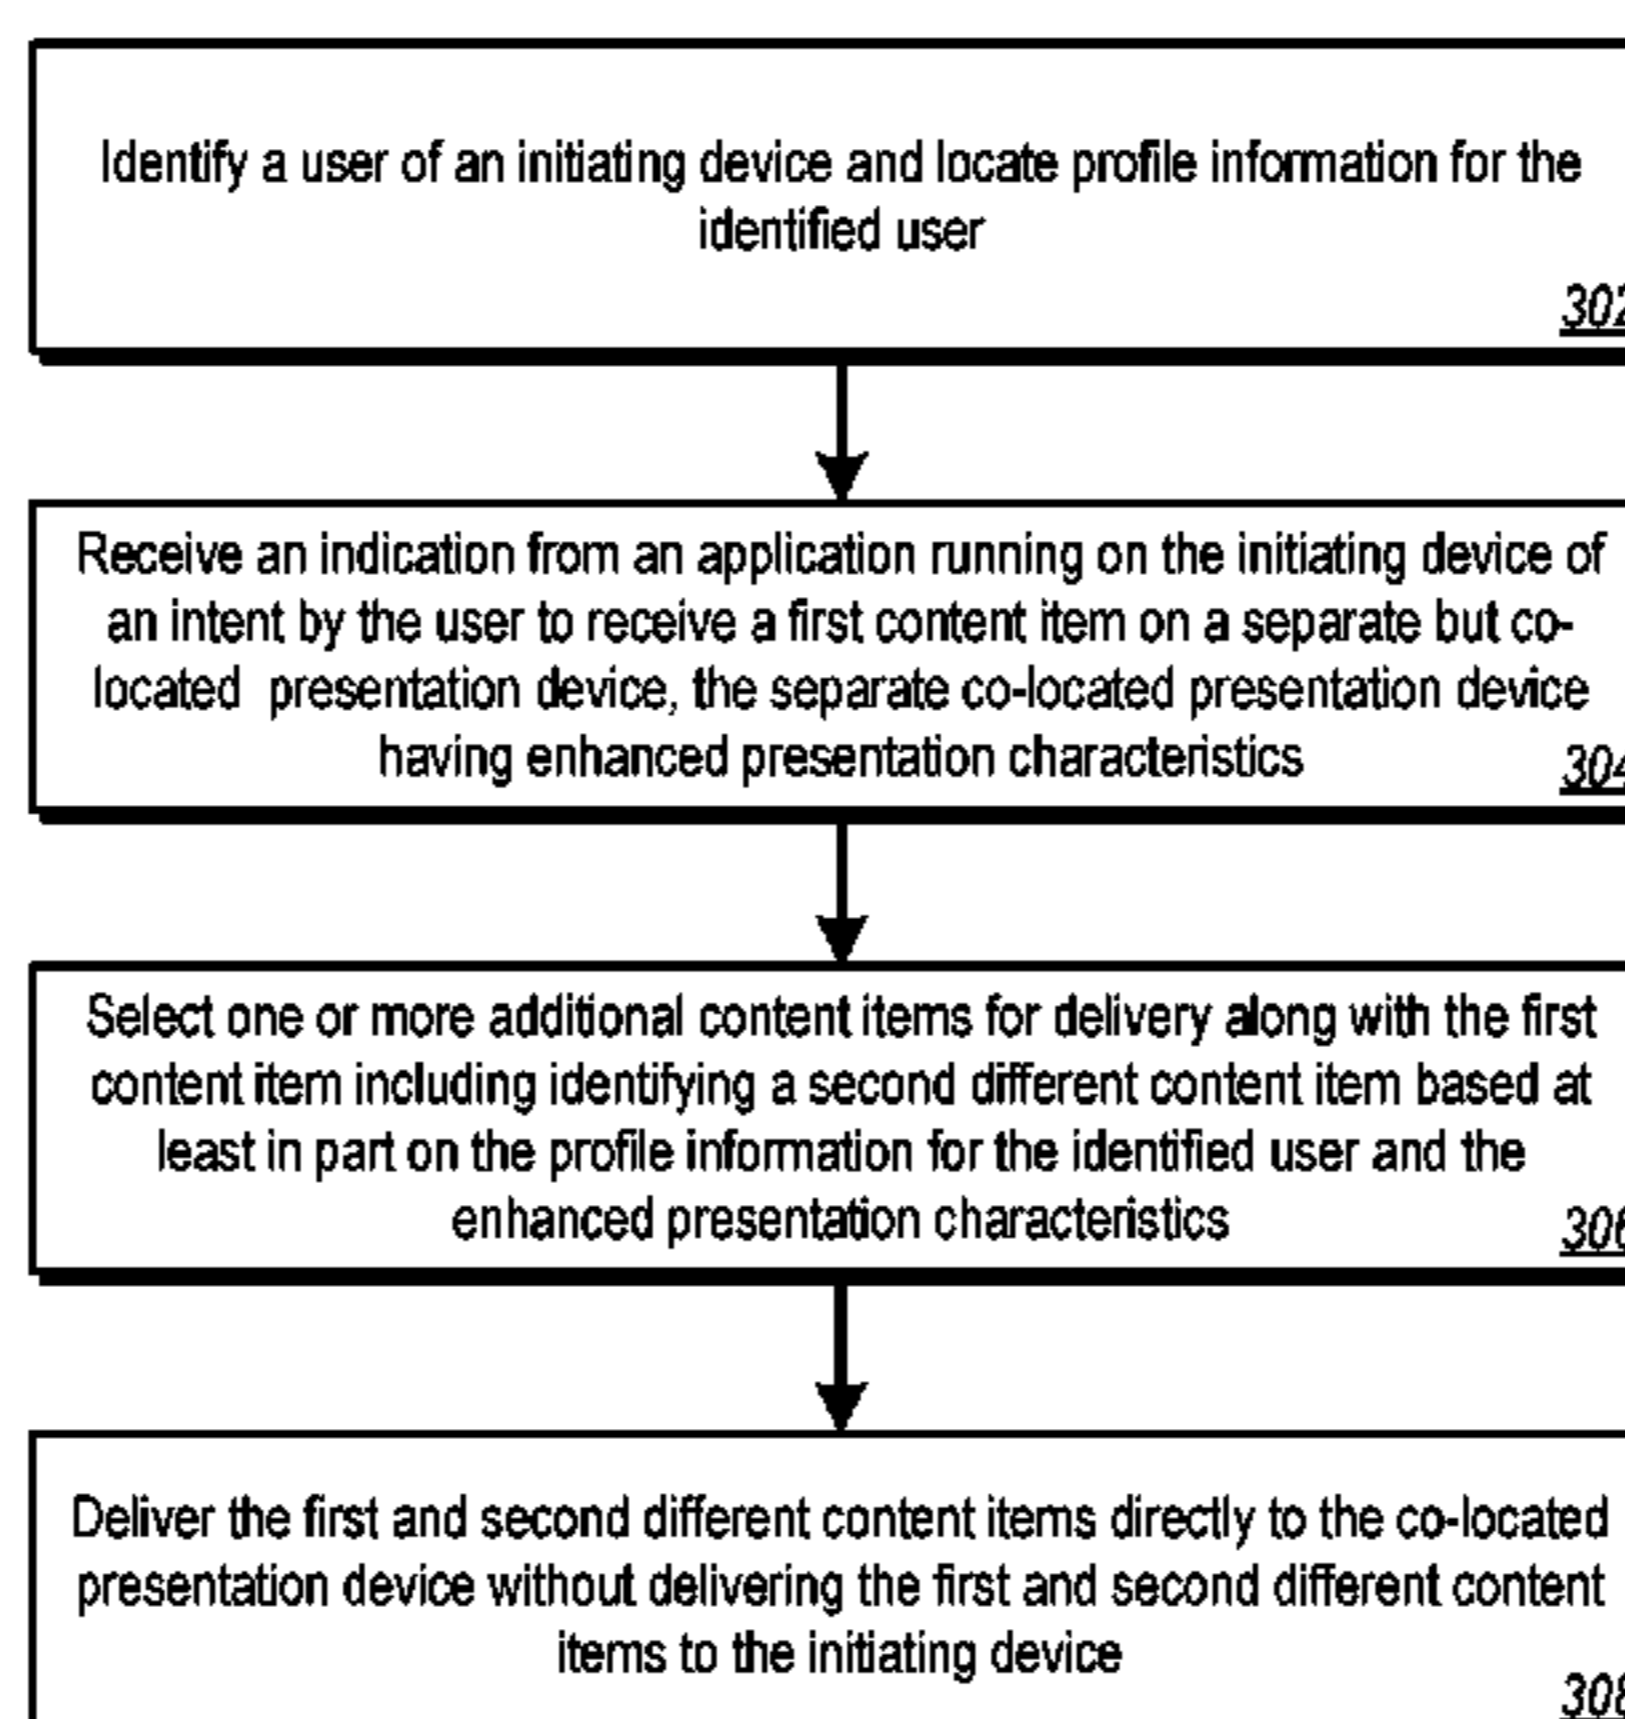 Identify a user of an initiating device and locate profile information for the
identified user
302
Receive an indication from an application running on the initiating device of
an intent by the user to receive a first content item on a separate but co-
located presentation device, the separate co-located presentation device
having enhanced presentation characteristics
304
Select one or more additional content items for delivery along with the first
content item including identifying a second different content item based at
least in part on the profile information for the identified user and the
enhanced presentation characteristics
306
Deliver the first and second different content items directly to the co-located
presentation device without delivering the first and second different content
items to the initiating device
308